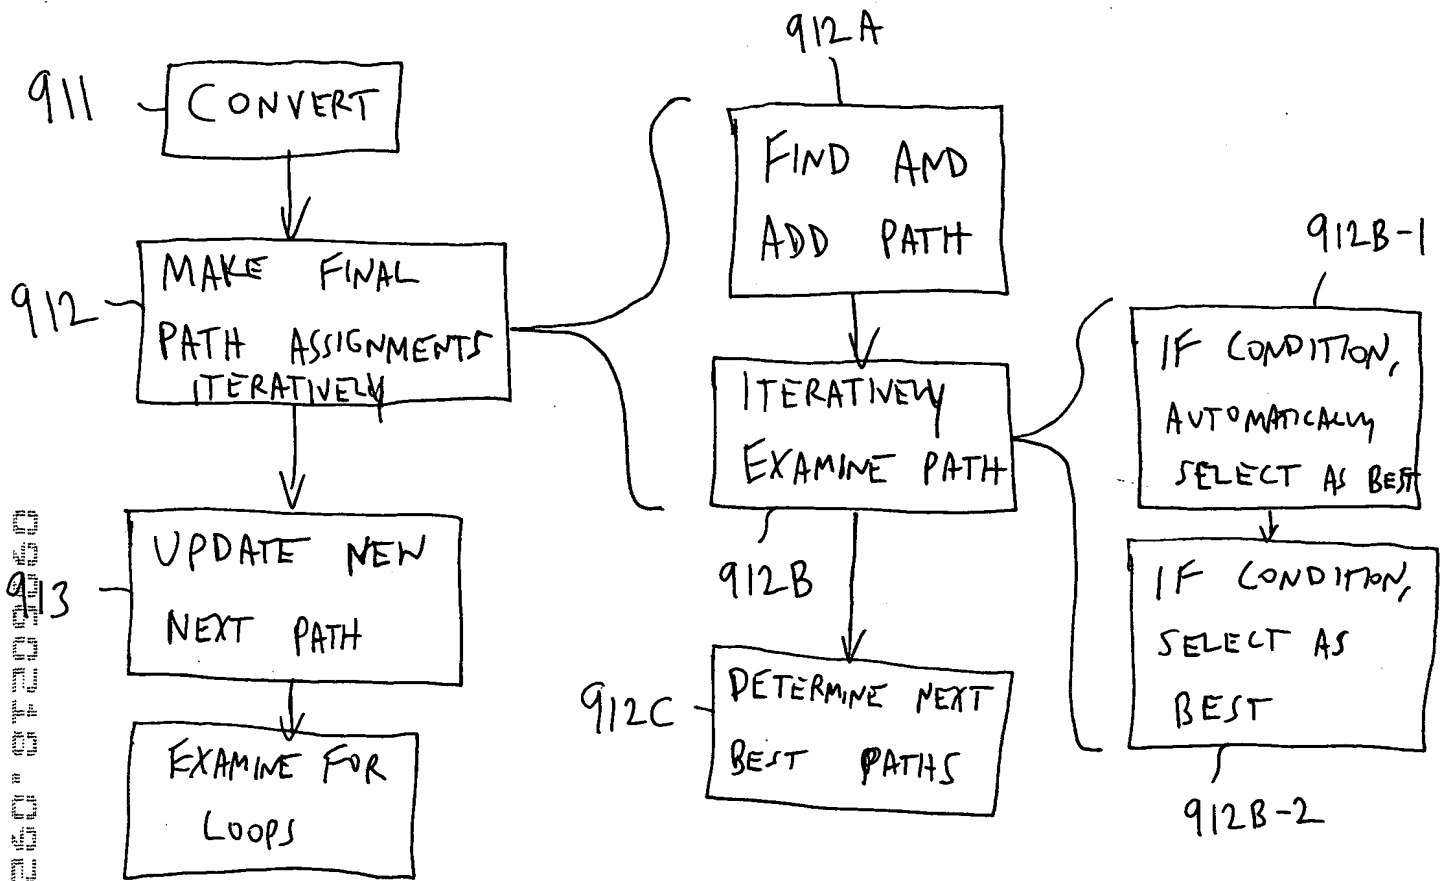 911
CONVERT
912
MAKE FINAL
PATH ASSIGNMENTS
ITERATIVELY
913
UPDATE NEW
NEXT PATH
EXAMINE FOR
LOOPS
912A
FIND AND
ADD PATH
ITERATIVELY
EXAMINE PATH
912B
912C
DETERMINE NEXT
BEST PATHS
912B-1
IF CONDITION,
AUTOMATICALLY
SELECT AS BEST
IF CONDITION,
SELECT AS
BEST
912B-2